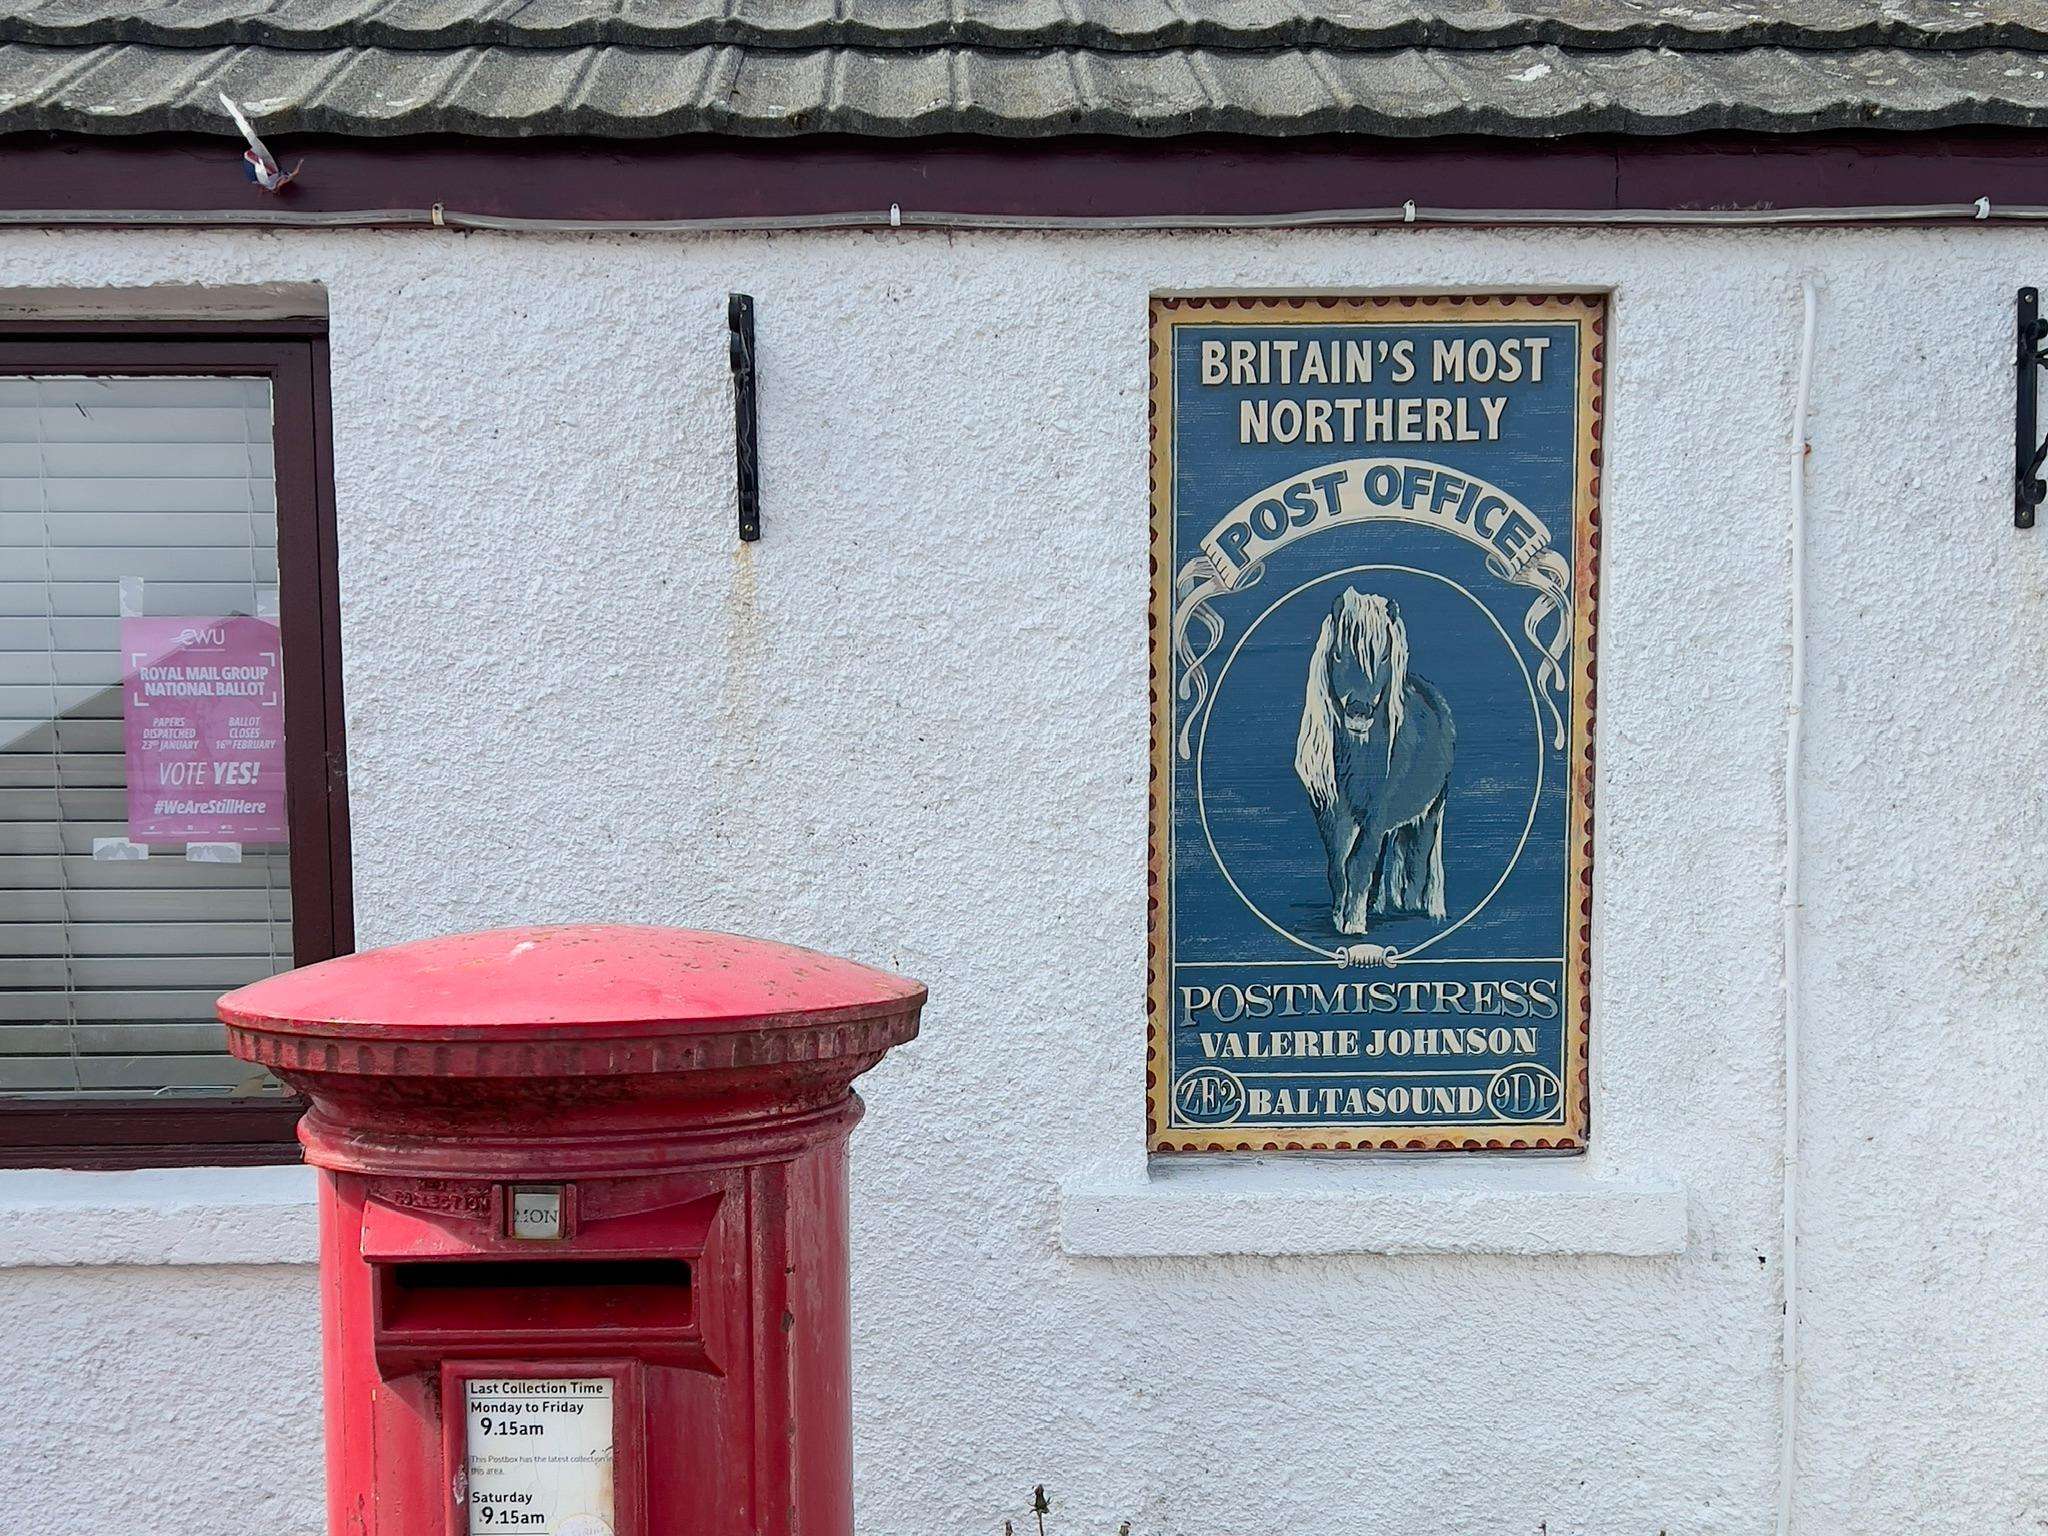 BRITAIN'S MOST
NORTHERLY
POST OFFICE
POSTMISTRESS
VALERIE JOHNSON
ZE2 BALTASOUND 9DP
CWU
ROYAL MAIL GROUP
NATIONAL BALLOT
PAPERS
DISPATCHED
23RD JANUARY
BALLOT
CLOSES
16TH FEBRUARY
VOTE YES!
#WeAreStillHere
COLLECTION
MON
Last Collection Time
Monday to Friday
9.15am
This Postbox has the latest collection in
this area.
Saturday
9.15am